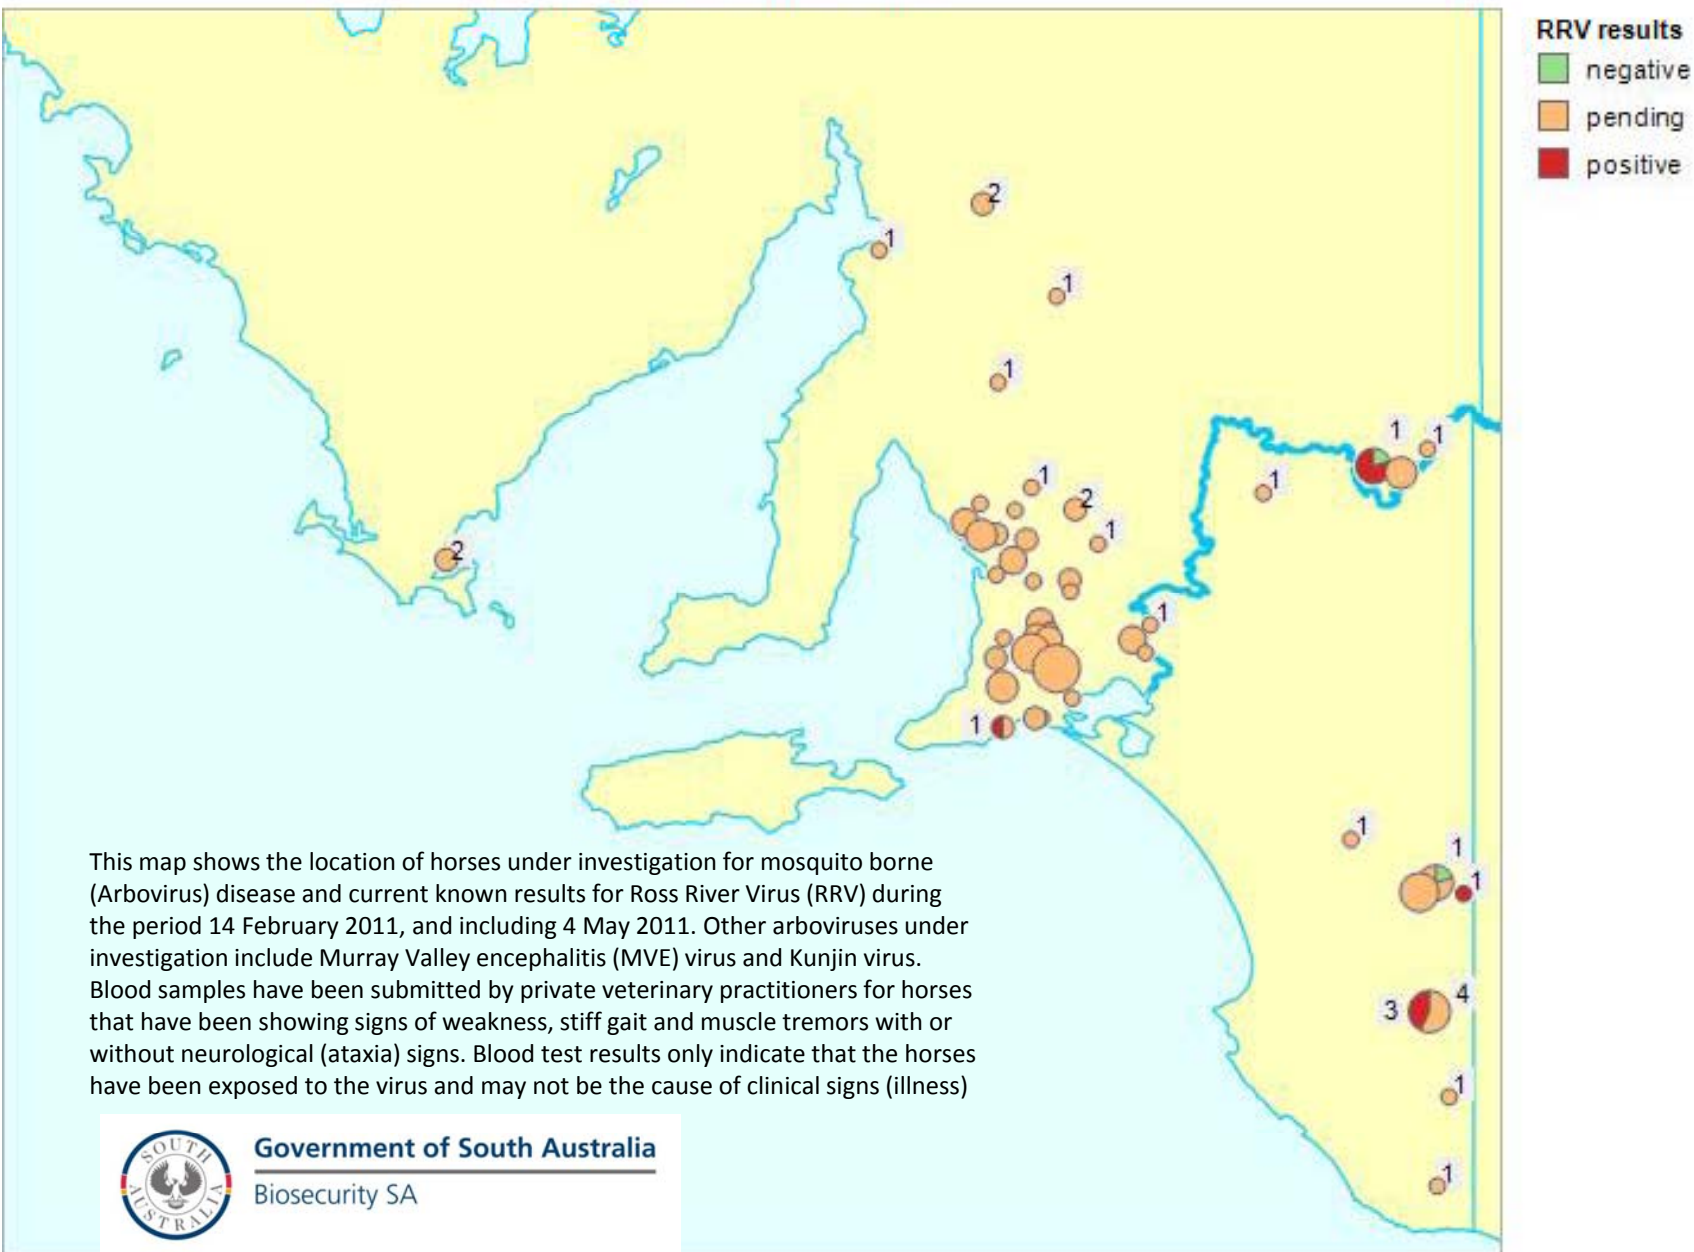 RRV results
negative
pending
positive
2
1
1
1
1
1
1
1
2
1
2
1
1
1
1
1
3
4
1
1
This map shows the location of horses under investigation for mosquito borne
(Arbovirus) disease and current known results for Ross River Virus (RRV) during
the period 14 February 2011, and including 4 May 2011. Other arboviruses under
investigation include Murray Valley encephalitis (MVE) virus and Kunjin virus.
Blood samples have been submitted by private veterinary practitioners for horses
that have been showing signs of weakness, stiff gait and muscle tremors with or
without neurological (ataxia) signs. Blood test results only indicate that the horses
have been exposed to the virus and may not be the cause of clinical signs (illness)
SOUTH AUSTRALIA
Government of South Australia
Biosecurity SA